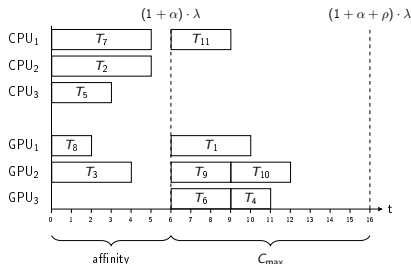 (1 + α) · λ (1 + α + ρ) · λ
CPU₁ T₇ T₁₁
CPU₂ T₂
CPU₃ T₅
GPU₁ T₈ T₁
GPU₂ T₃ T₉ T₁₀
GPU₃ T₆ T₄
t
0 1 2 3 4 5 6 7 8 9 10 11 12 13 14 15 16
affinity C_max